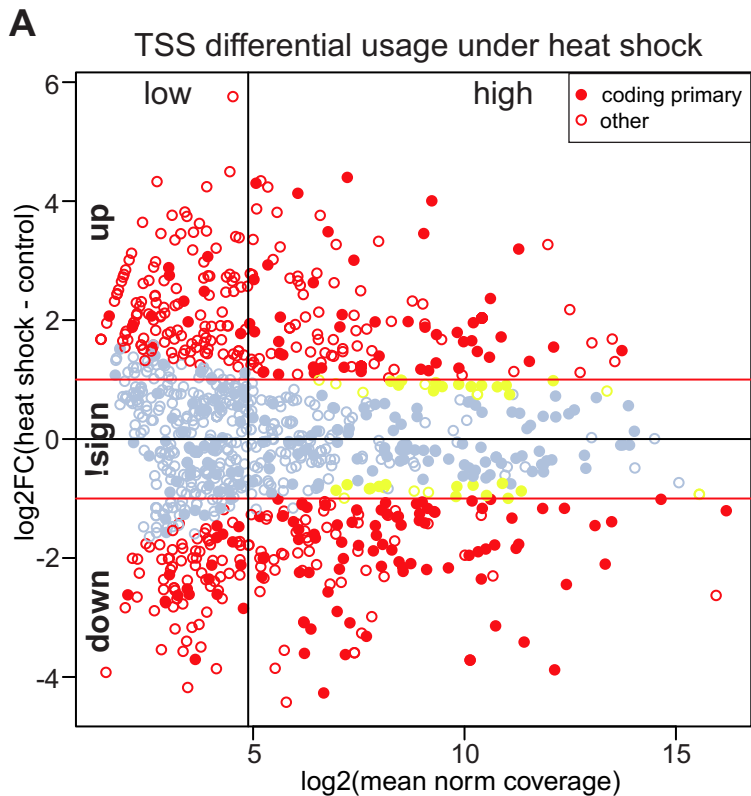 A
TSS differential usage under heat shock
low
high
coding primary
other
up
!sign
down
log2FC(heat shock - control)
6
4
2
0
-2
-4
5
10
15
log2(mean norm coverage)